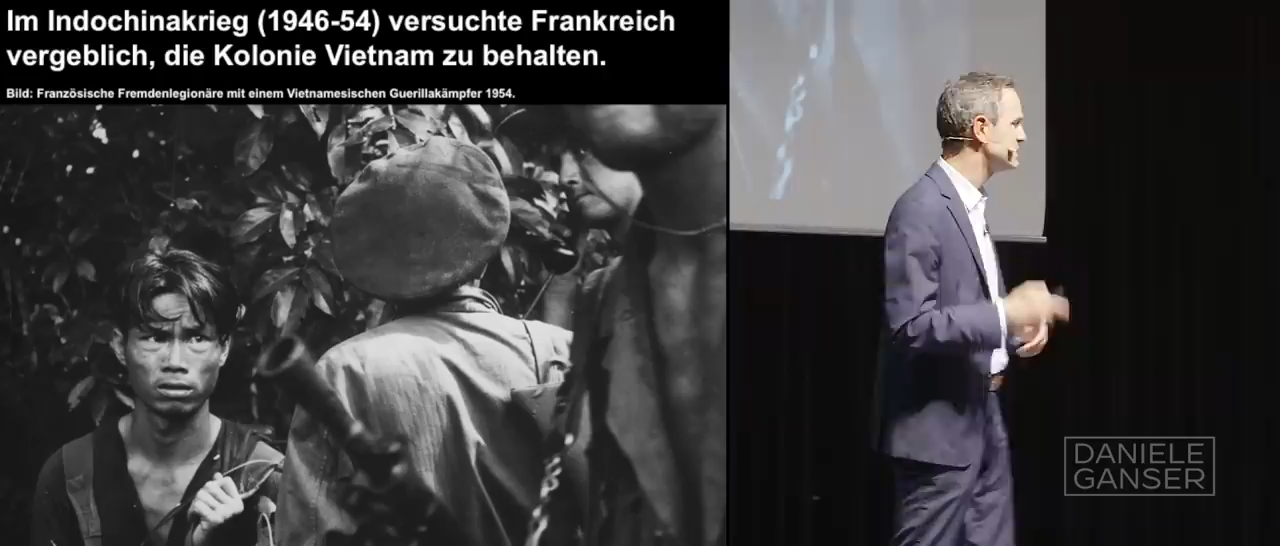 Im Indochinakrieg (1946-54) versuchte Frankreich
vergeblich, die Kolonie Vietnam zu behalten.
Bild: Französische Fremdenlegionäre mit einem Vietnamesischen Guerillakämpfer 1954.
DANIELE
GANSER